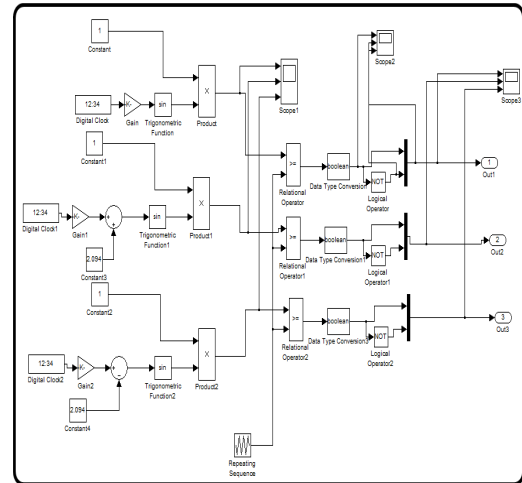 1
Constant
12:34
Digital Clock
K-
Gain
sin
Trigonometric
Function
X
Product
Scope1
Scope2
Scope3
1
Constant1
>=
Relational
Operator
boolean
Data Type Conversion
NOT
Logical
Operator
1
Out1
12:34
Digital Clock1
K-
Gain1
+
+
2.094
Constant3
sin
Trigonometric
Function1
X
Product1
>=
Relational
Operator1
boolean
Data Type Conversion1
NOT
Logical
Operator1
2
Out2
1
Constant2
>=
Relational
Operator2
boolean
Data Type Conversion3
NOT
Logical
Operator2
3
Out3
12:34
Digital Clock2
K-
Gain2
+
−
2.094
Constant4
sin
Trigonometric
Function2
X
Product2
Repeating
Sequence